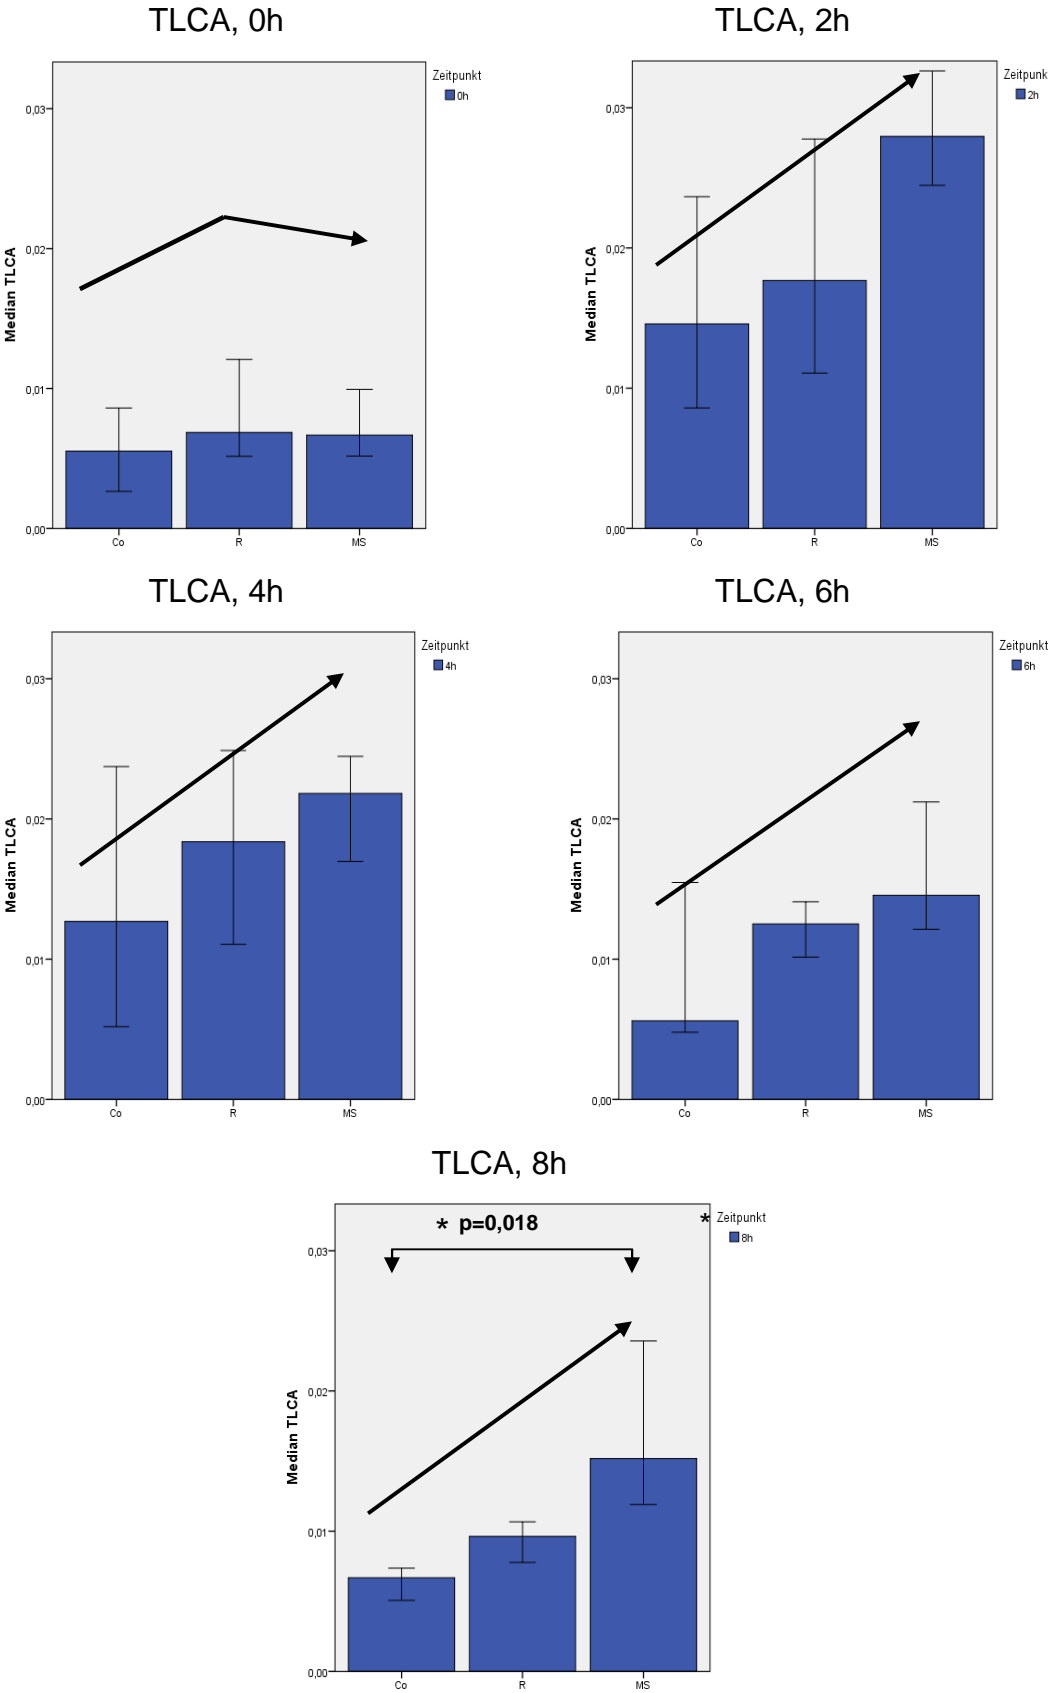 TLCA, 0h
Zeitpunkt
0h
0,03
0,02
0,01
0,00
Median TLCA
Co R MS
TLCA, 2h
Zeitpunk
2h
0,03
0,02
0,01
0,00
Median TLCA
Co R MS
TLCA, 4h
Zeitpunkt
4h
0,03
0,02
0,01
0,00
Median TLCA
Co R MS
TLCA, 6h
Zeitpunkt
6h
0,03
0,02
0,01
0,00
Median TLCA
Co R MS
TLCA, 8h
* p=0,018
* Zeitpunkt
8h
0,03
0,02
0,01
0,00
Median TLCA
Co R MS